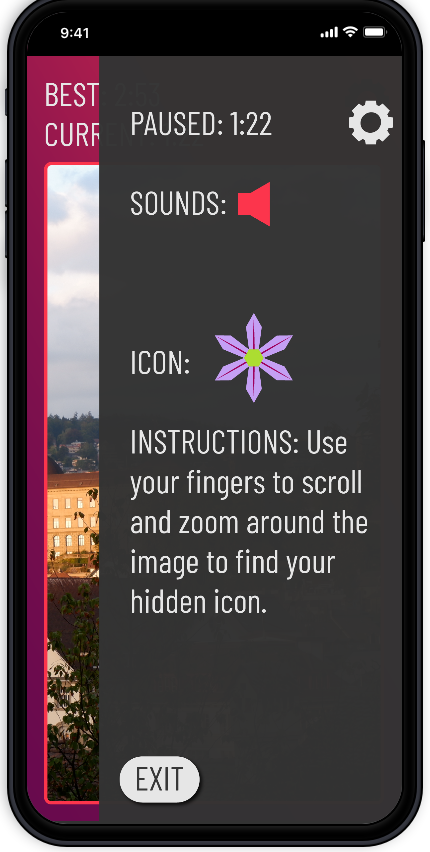 9:41
BEST
CURR
PAUSED: 1:22
SOUNDS:
ICON:
INSTRUCTIONS: Use
your fingers to scroll
and zoom around the
image to find your
hidden icon.
EXIT